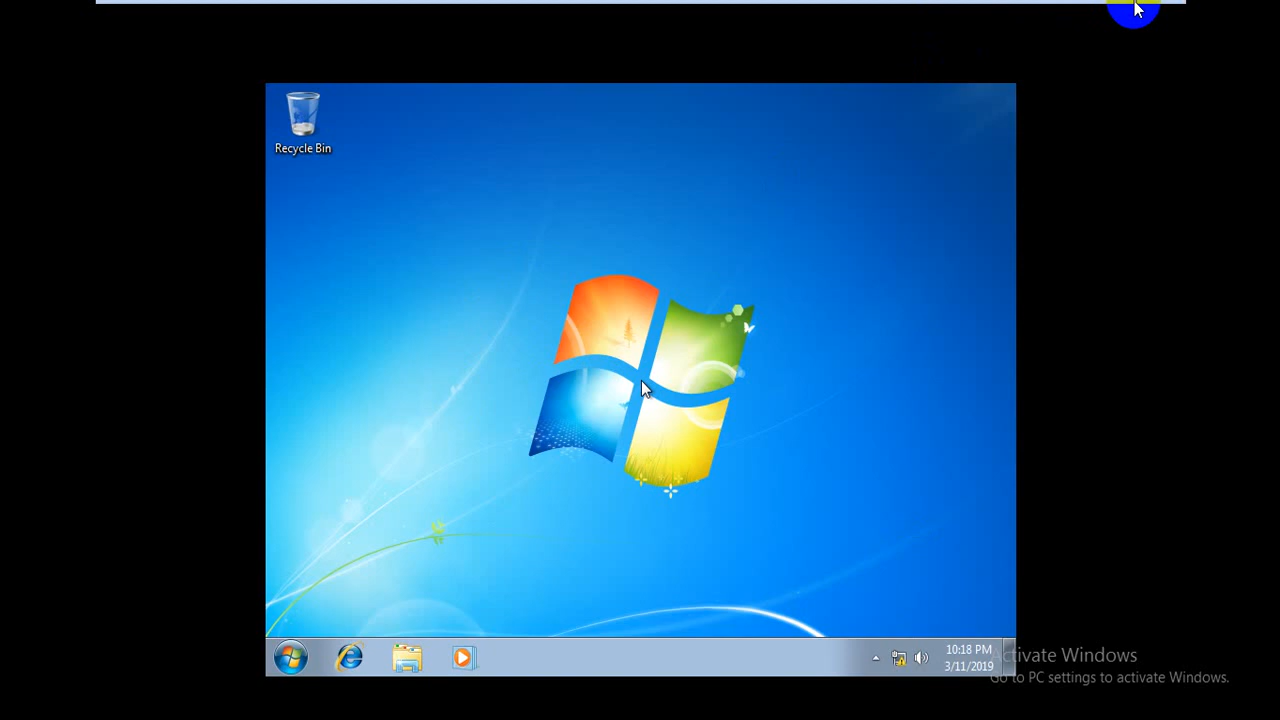 Recycle Bin
10:18 PM
3/11/2019
Activate Windows
Go to PC settings to activate Windows.